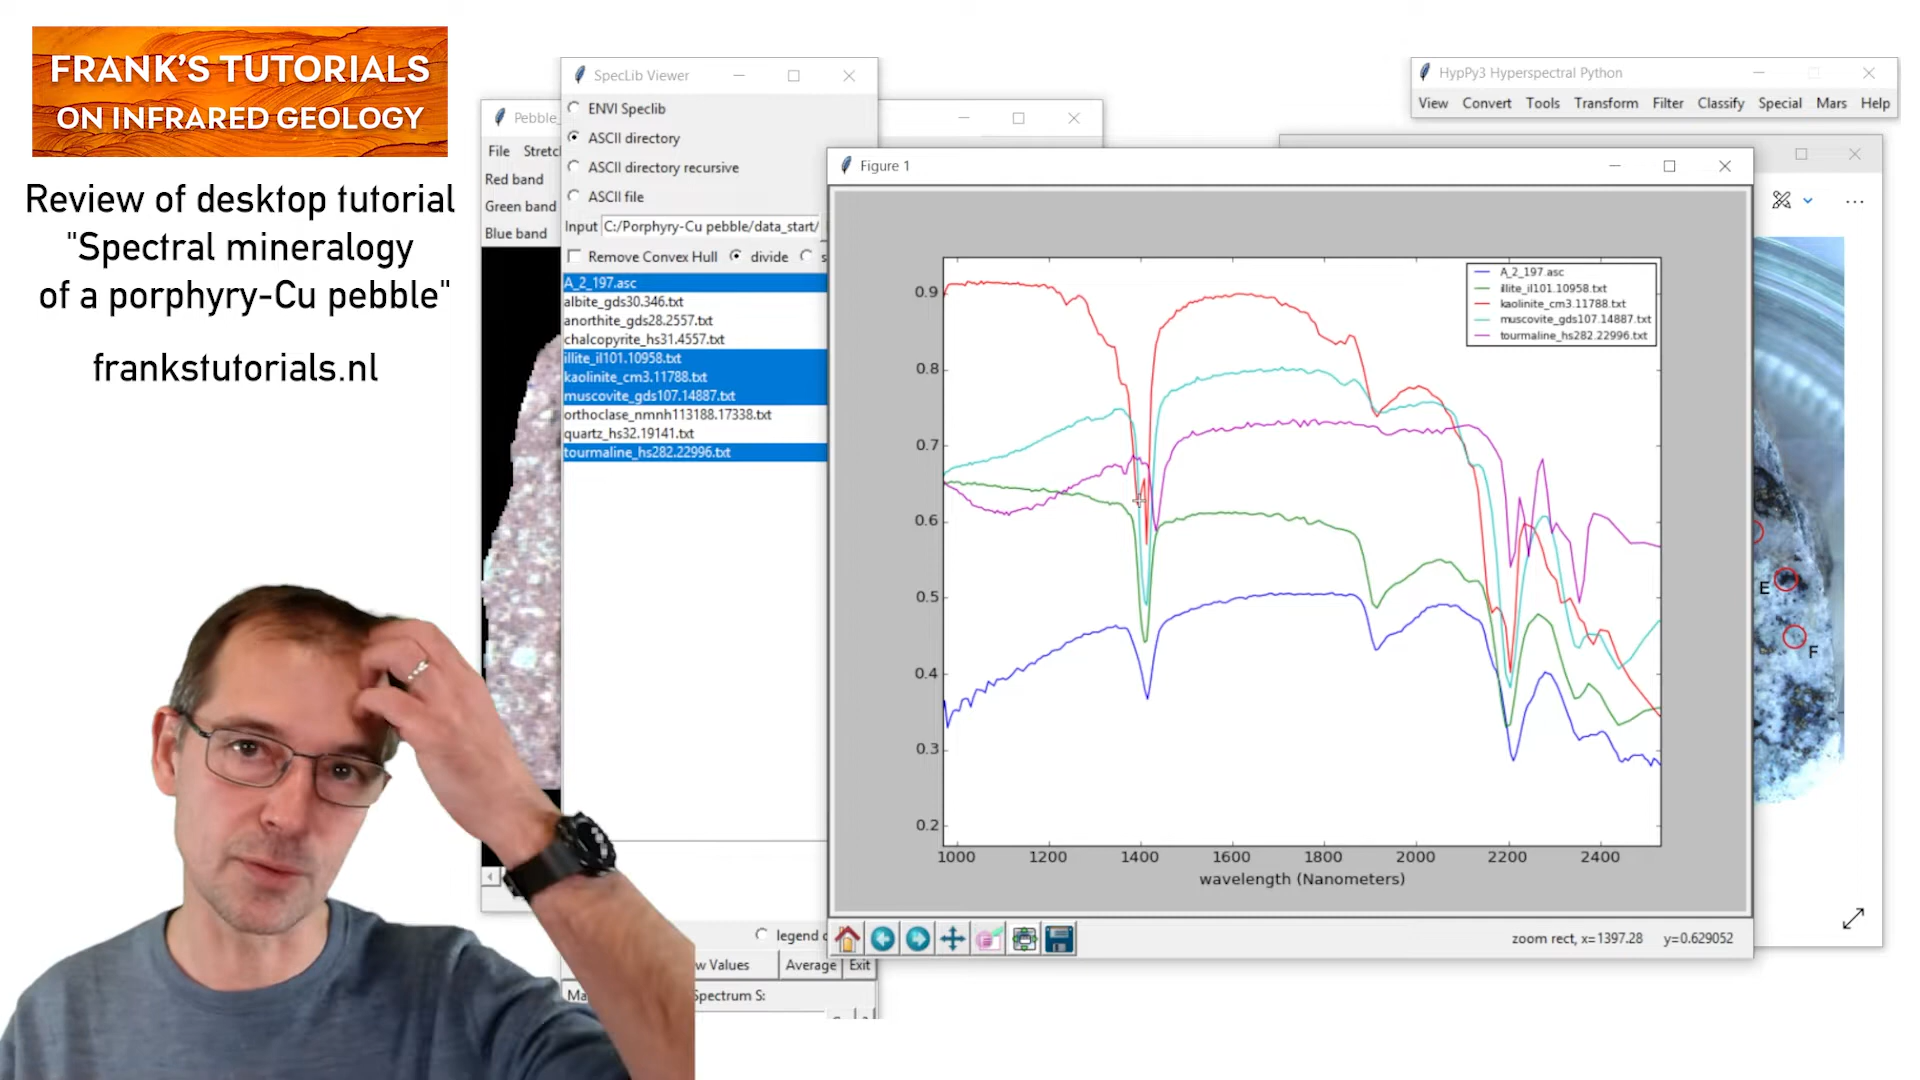 FRANK'S TUTORIALS
ON INFRARED GEOLOGY
Review of desktop tutorial
"Spectral mineralogy
of a porphyry-Cu pebble"
frankstutorials.nl
Pebble_
File
Red band
Green band
Blue band
SpecLib Viewer
ENVI Speclib
ASCII directory
ASCII directory recursive
ASCII file
Input C:/Porphyry-Cu pebble/data_start/
Remove Convex Hull divide
A_2_197.asc
albite_gds30.346.txt
anorthite_gds28.2557.txt
chalcopyrite_hs31.4557.txt
illite_il101.10958.txt
kaolinite_cm3.11788.txt
muscovite_gds107.14887.txt
orthoclase_nmnh113188.17338.txt
quartz_hs32.19141.txt
tourmaline_hs282.22996.txt
legend
Values Average Exit
Spectrum S:
HypPy3 Hyperspectral Python
View Convert Tools Transform Filter Classify Special Mars Help
Figure 1
A_2_197.asc
illite_il101.10958.txt
kaolinite_cm3.11788.txt
muscovite_gds107.14887.txt
tourmaline_hs282.22996.txt
0.9
0.8
0.7
0.6
0.5
0.4
0.3
0.2
1000 1200 1400 1600 1800 2000 2200 2400
wavelength (Nanometers)
zoom rect, x=1397.28 y=0.629052
E
F